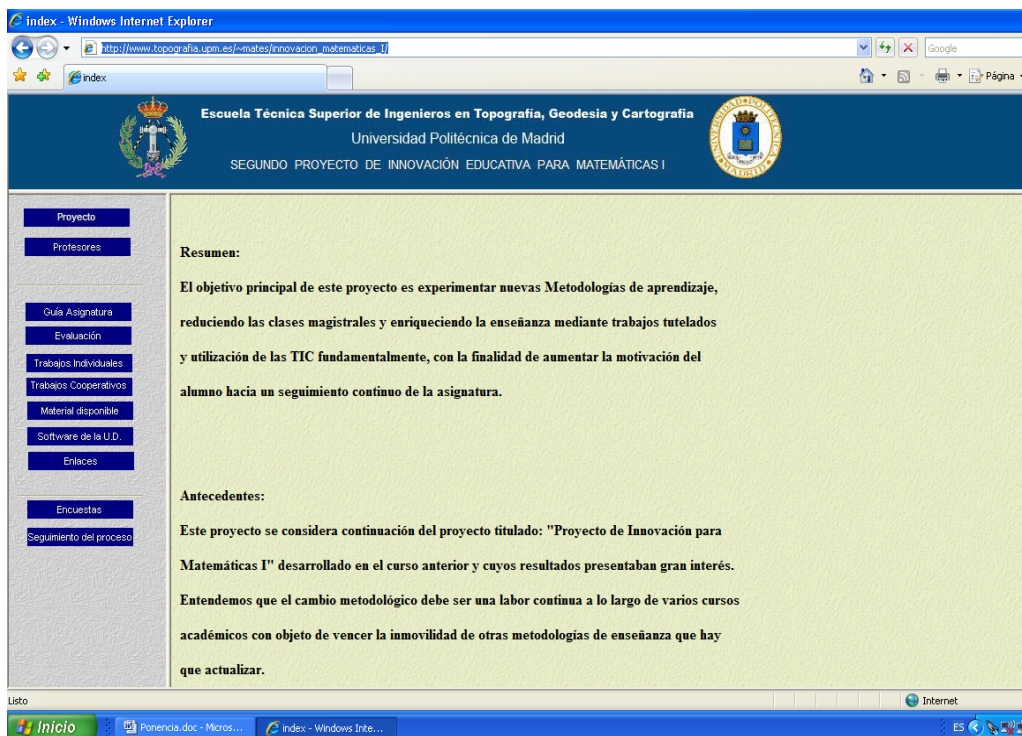 index - Windows Internet Explorer
http://www.topografia.upm.es/~mates/innovacion_matematicas_I/
Google
index
Página
Escuela Técnica Superior de Ingenieros en Topografía, Geodesia y Cartografía
Universidad Politécnica de Madrid
SEGUNDO PROYECTO DE INNOVACIÓN EDUCATIVA PARA MATEMÁTICAS I
Proyecto
Profesores
Guía Asignatura
Evaluación
Trabajos Individuales
Trabajos Cooperativos
Material disponible
Software de la U.D.
Enlaces
Encuestas
Seguimiento del proceso
Resumen:
El objetivo principal de este proyecto es experimentar nuevas Metodologías de aprendizaje,
reduciendo las clases magistrales y enriqueciendo la enseñanza mediante trabajos tutelados
y utilización de las TIC fundamentalmente, con la finalidad de aumentar la motivación del
alumno hacia un seguimiento continuo de la asignatura.
Antecedentes:
Este proyecto se considera continuación del proyecto titulado: "Proyecto de Innovación para
Matemáticas I" desarrollado en el curso anterior y cuyos resultados presentaban gran interés.
Entendemos que el cambio metodológico debe ser una labor continua a lo largo de varios cursos
académicos con objeto de vencer la inmovilidad de otras metodologías de enseñanza que hay
que actualizar.
Listo
Internet
Inicio
Ponencia.doc - Micros...
index - Windows Inte...
ES